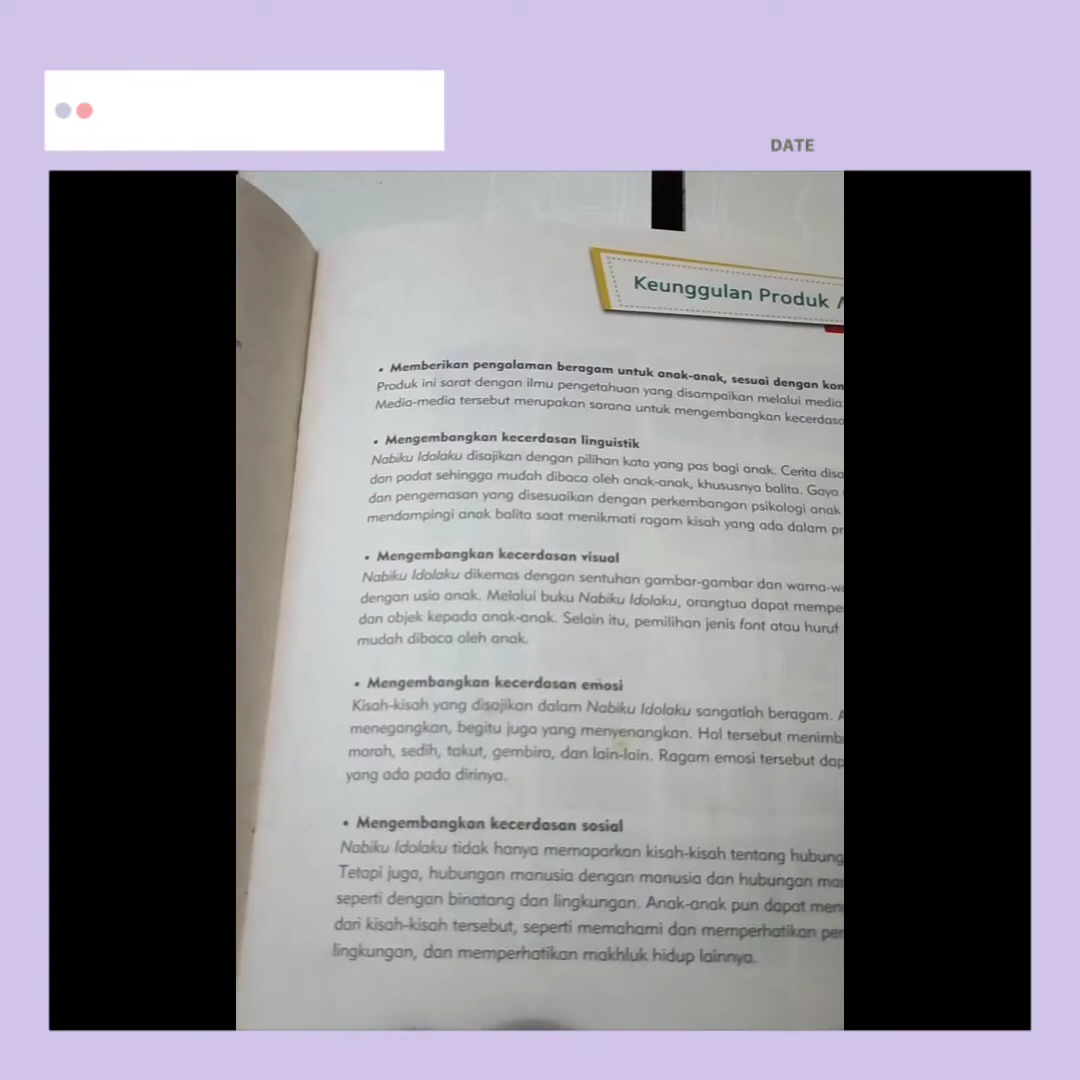 DATE
Keunggulan Produk
• Memberikan pengalaman beragam untuk anak-anak, sesuai dengan
Produk ini sarat dengan ilmu pengetahuan yang disampaikan melalui media
Media-media tersebut merupakan sarana untuk mengembangkan
• Mengembangkan kecerdasan linguistik
Nabiku Idolaku disajikan dengan pilihan kata yang pas bagi anak. Cerita
dan padat sehingga mudah dibaca oleh anak-anak, khususnya balita. Gaya
dan pengemasan yang disesuaikan dengan perkembangan psikologi anak
mendampingi anak balita saat menikmati ragam kisah yang ada dalam
• Mengembangkan kecerdasan visual
Nabiku Idolaku dikemas dengan sentuhan gambar-gambar dan
dengan usia anak. Melalui buku Nabiku Idolaku, orangtua dapat
dan objek kepada anak-anak. Selain itu, pemilihan jenis font atau huruf
mudah dibaca oleh anak.
• Mengembangkan kecerdasan emosi
Kisah-kisah yang disajikan dalam Nabiku Idolaku sangatlah beragam.
menegangkan, begitu juga yang menyenangkan. Hal tersebut
marah, sedih, takut, gembira, dan lain-lain. Ragam emosi tersebut
yang ada pada dirinya.
• Mengembangkan kecerdasan sosial
Nabiku Idolaku tidak hanya memaparkan kisah-kisah tentang
Tetapi juga, hubungan manusia dengan manusia dan hubungan
seperti dengan binatang dan lingkungan. Anak-anak pun dapat
dari kisah-kisah tersebut, seperti memahami dan memperhatikan
lingkungan, dan memperhatikan makhluk hidup lainnya.